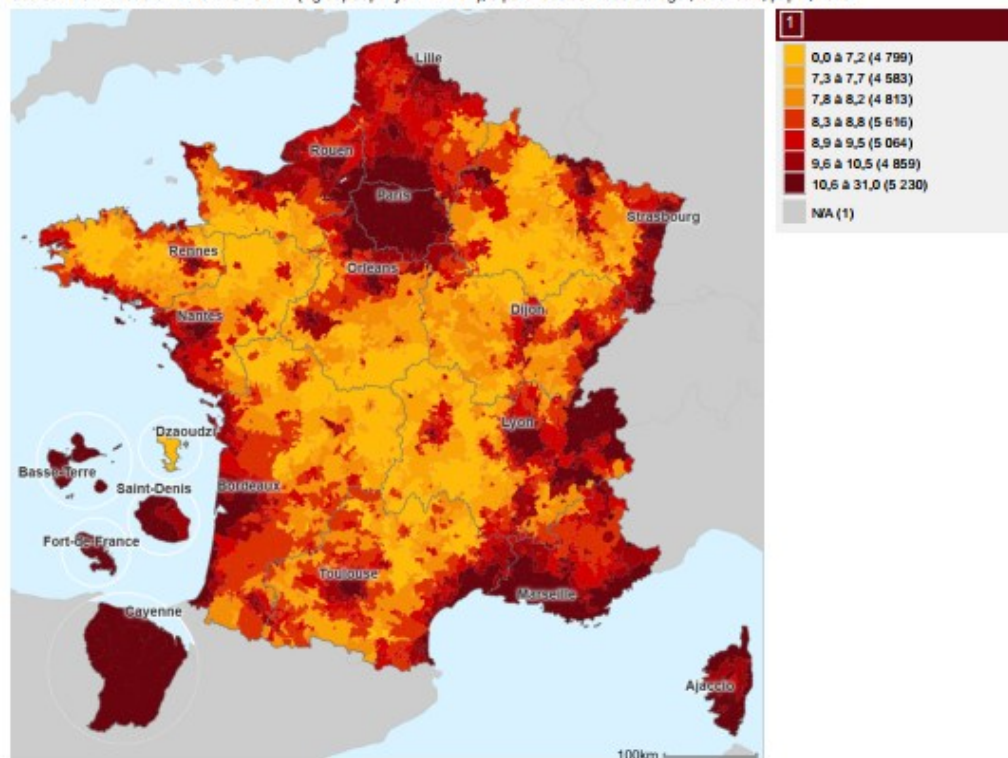 1
0,0 à 7,2 (4 799)
7,3 à 7,7 (4 583)
7,8 à 8,2 (4 813)
8,3 à 8,8 (5 616)
8,9 à 9,5 (5 064)
9,6 à 10,5 (4 859)
10,6 à 31,0 (5 230)
N/A (1)
Lille
Rouen
Paris
Strasbourg
Rennes
Orléans
Nantes
Dijon
Lyon
Dzaoudzi
Basse-Terre
Saint-Denis
Bordeaux
Fort-de-France
Toulouse
Marseille
Cayenne
Ajaccio
100km